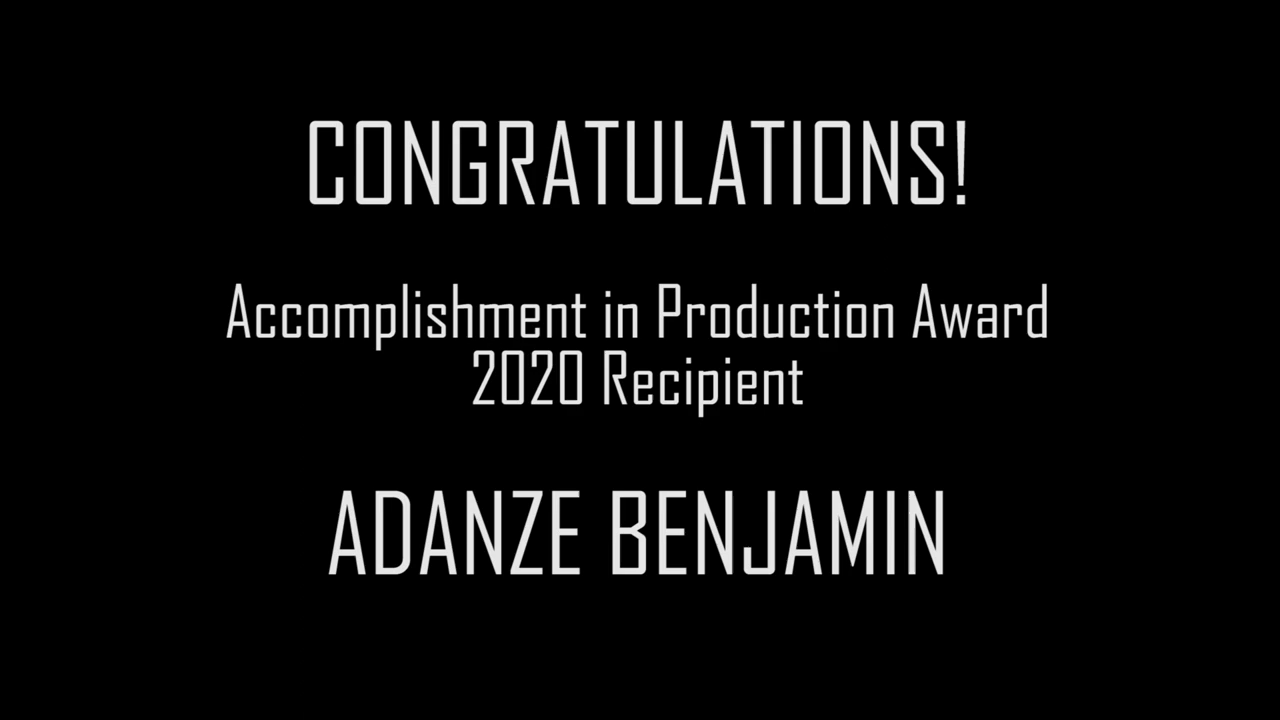 CONGRATULATIONS!
Accomplishment in Production Award
2020 Recipient
ADANZE BENJAMIN